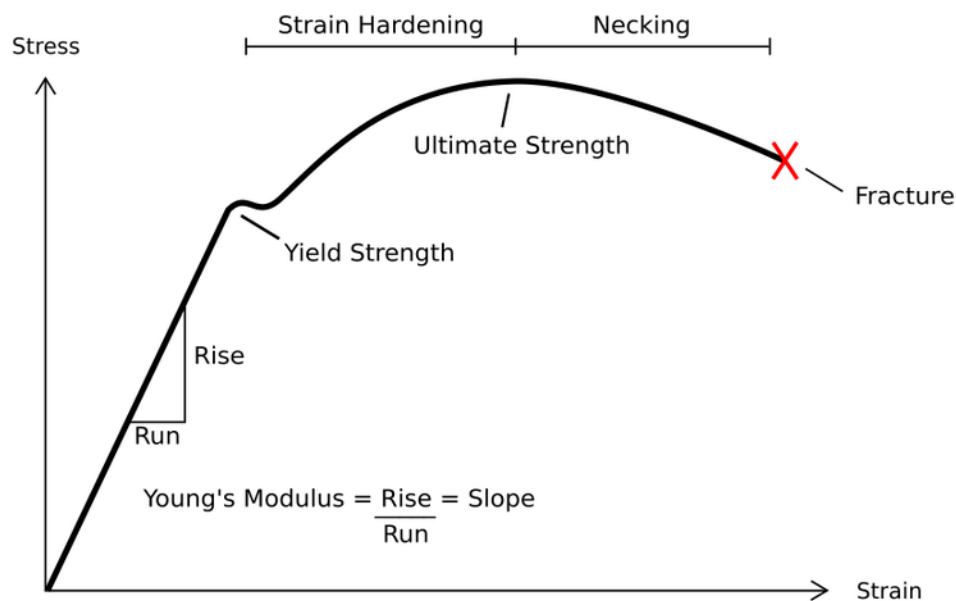 Strain Hardening
Necking
Stress
Ultimate Strength
Fracture
Yield Strength
Rise
Run
Young's Modulus = Rise = Slope
Run
Strain